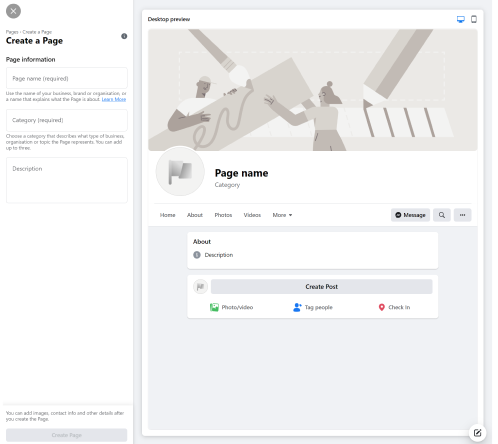 Pages › Create a Page
Create a Page
Page information
Page name (required)
Use the name of your business, brand or organization, or
a name that explains what the Page is about. Learn More
Category (required)
Choose a category that describes what type of business,
organization or topic the Page represents. You can add
up to three.
Description
You can add images, contact info and other details after
you create the Page.
Create Page
Desktop preview
Page name
Category
Home About Photos Videos More
Message
About
Description
Create Post
Photo/video Tag people Check in